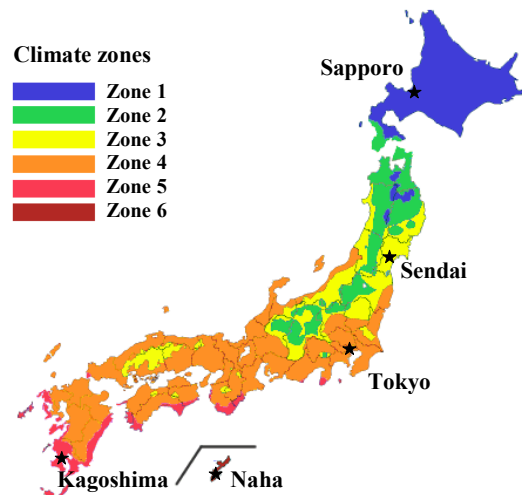 Climate zones
Zone 1
Zone 2
Zone 3
Zone 4
Zone 5
Zone 6
Sapporo
Sendai
Tokyo
Kagoshima
Naha